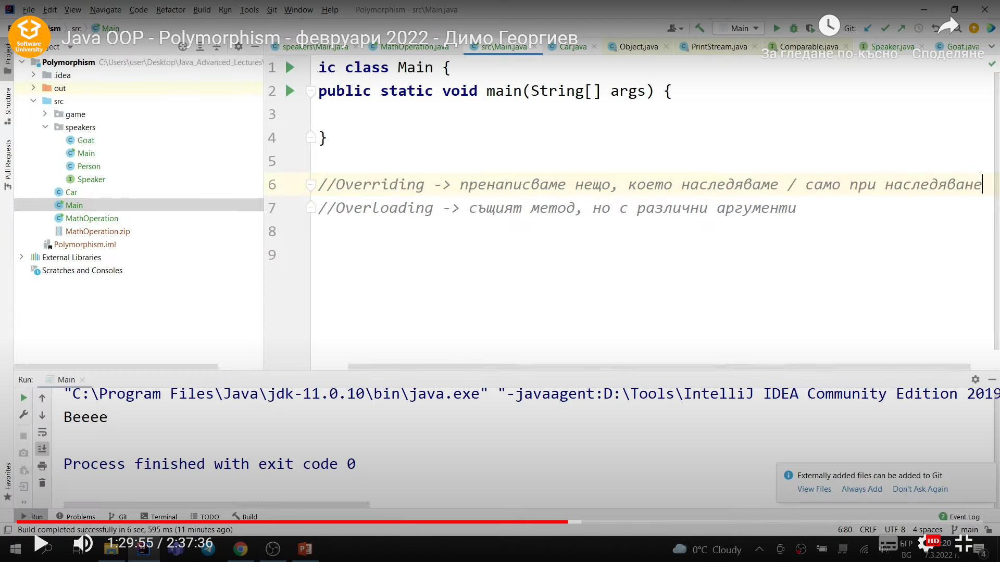 File Edit View Navigate Code Refactor Build Run Tools Git Window Help Polymorphism - src\Main.java
src Main
Main Git:
Software University
Java OOP - Polymorphism - февруари 2022 - Димо Георгиев
За гледане по-късно Споделяне
speakers\Main.java MathOperation.java src\Main.java Car.java Object.java PrintStream.java Comparable.java Speaker.java Goat.java
Project
Structure
Pull Requests
Favorites
Polymorphism C:\Users\user\Desktop\Java_Advanced_Lectures\
.idea
out
src
game
speakers
Goat
Main
Person
Speaker
Car
Main
MathOperation
MathOperation.zip
Polymorphism.iml
External Libraries
Scratches and Consoles
1 ic class Main {
2 public static void main(String[] args) {
3
4 }
5
6 //Overriding -> пренаписваме нещо, което наследяваме / само при наследяване
7 //Overloading -> същият метод, но с различни аргументи
8
9
Run: Main
"C:\Program Files\Java\jdk-11.0.10\bin\java.exe" "-javaagent:D:\Tools\IntelliJ IDEA Community Edition 2019
Beeee
Process finished with exit code 0
Externally added files can be added to Git
View Files Always Add Don't Ask Again
Run Problems Git Terminal TODO Build 2 Event Log
Build completed successfully in 6 sec, 595 ms (11 minutes ago) 6:80 CRLF UTF-8 4 spaces main
1:29:55 / 2:37:36
HD
0°C Cloudy БГР :20
BG 7.3.2022 г. 4